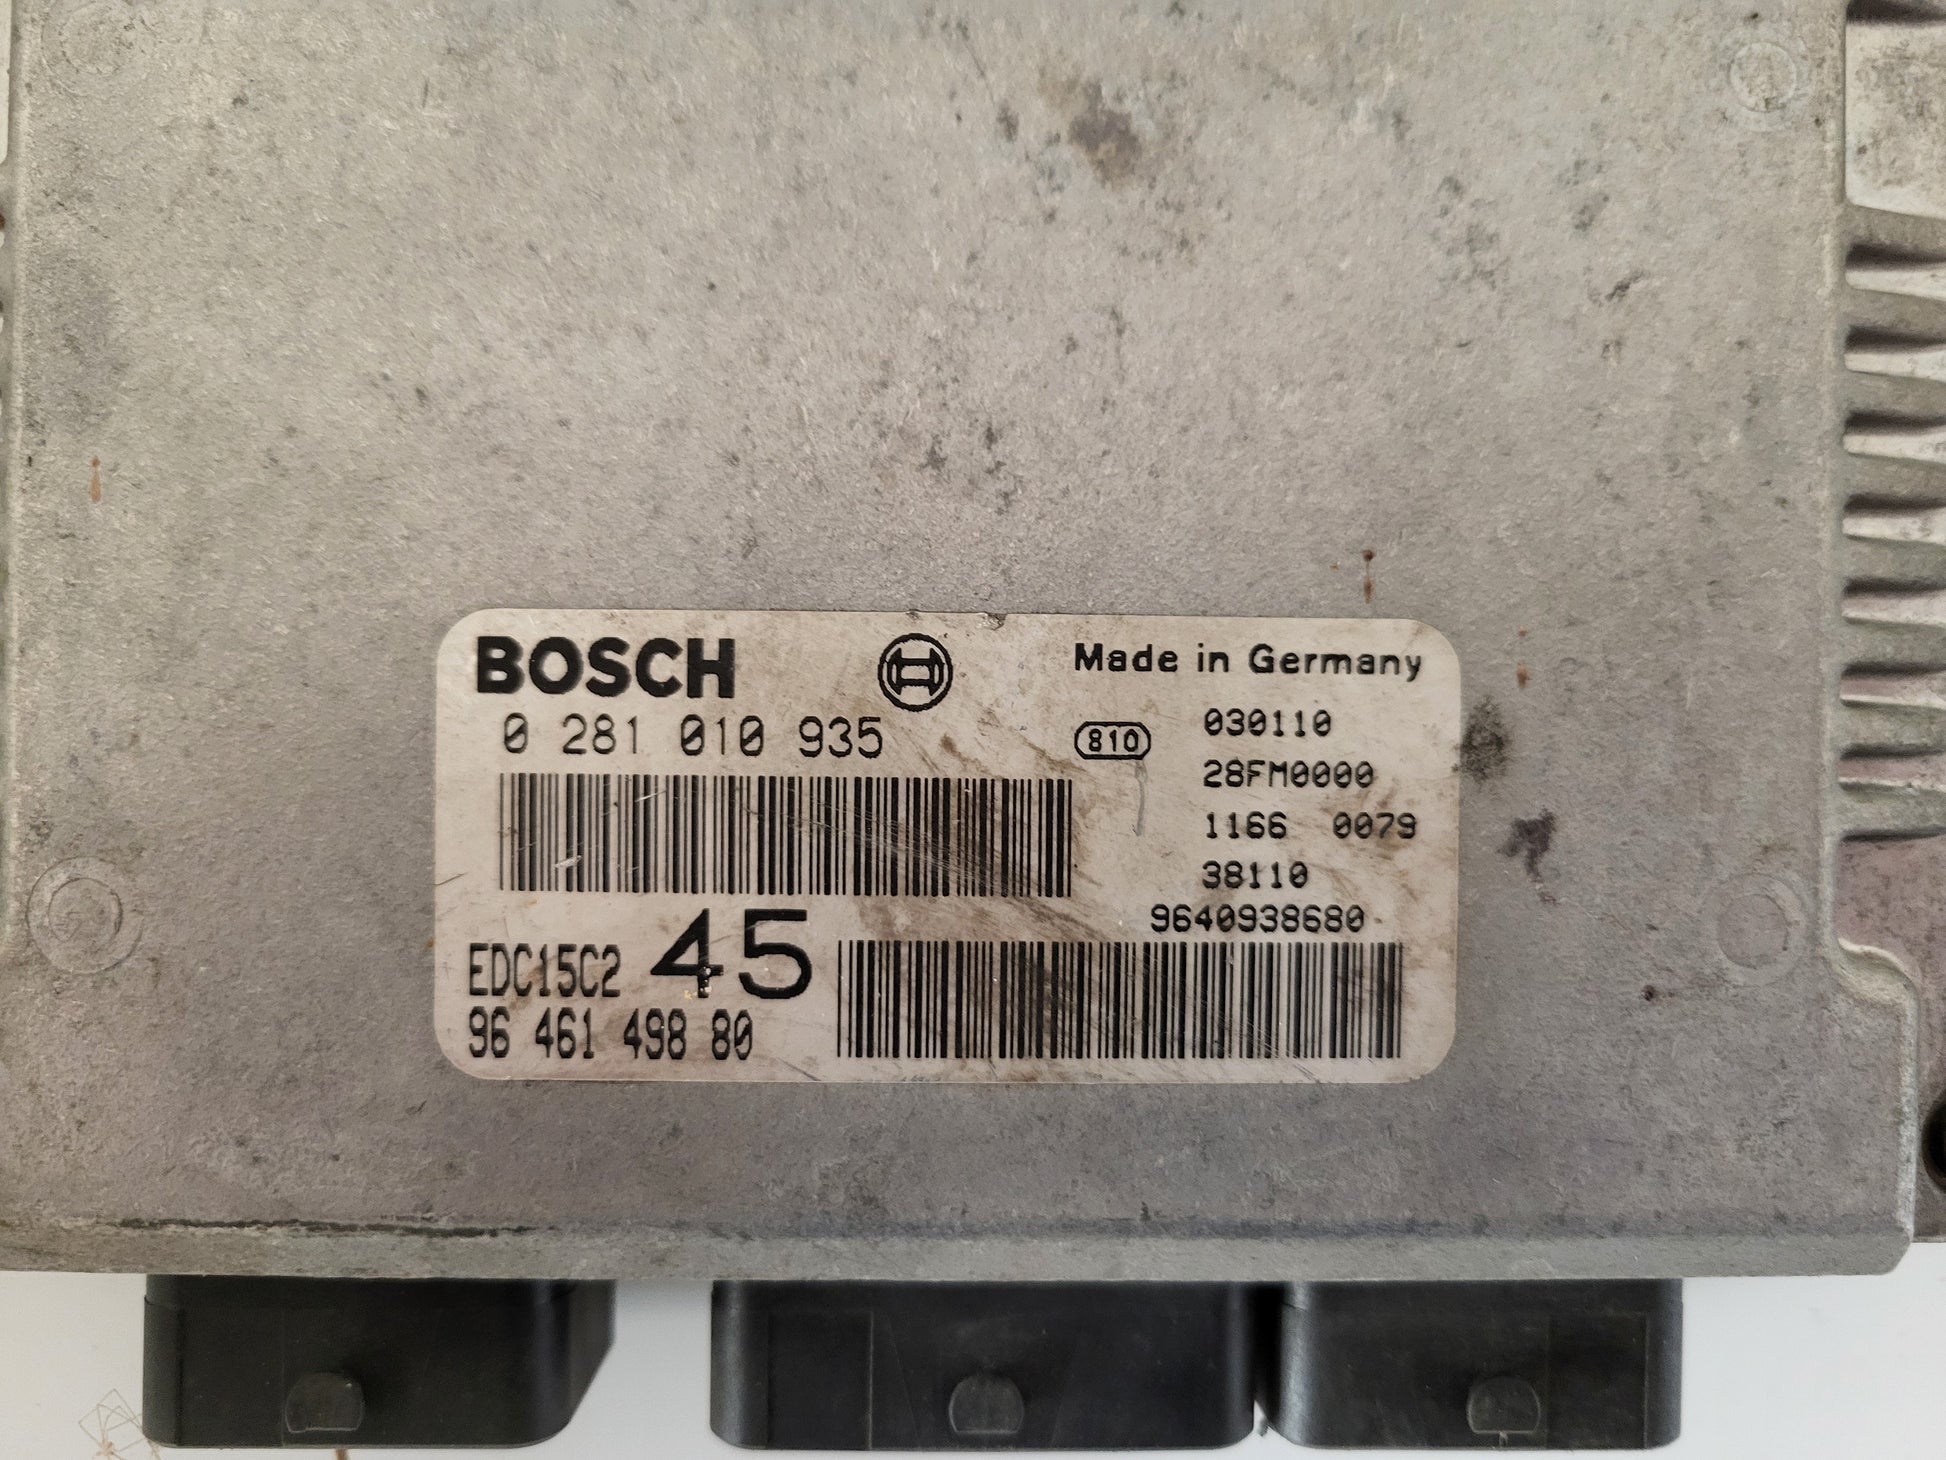 BOSCH
Made in Germany
0 281 010 935
810
030110
28FM0000
1166 0079
38110
9640938680
EDC15C2 45
96 461 498 80